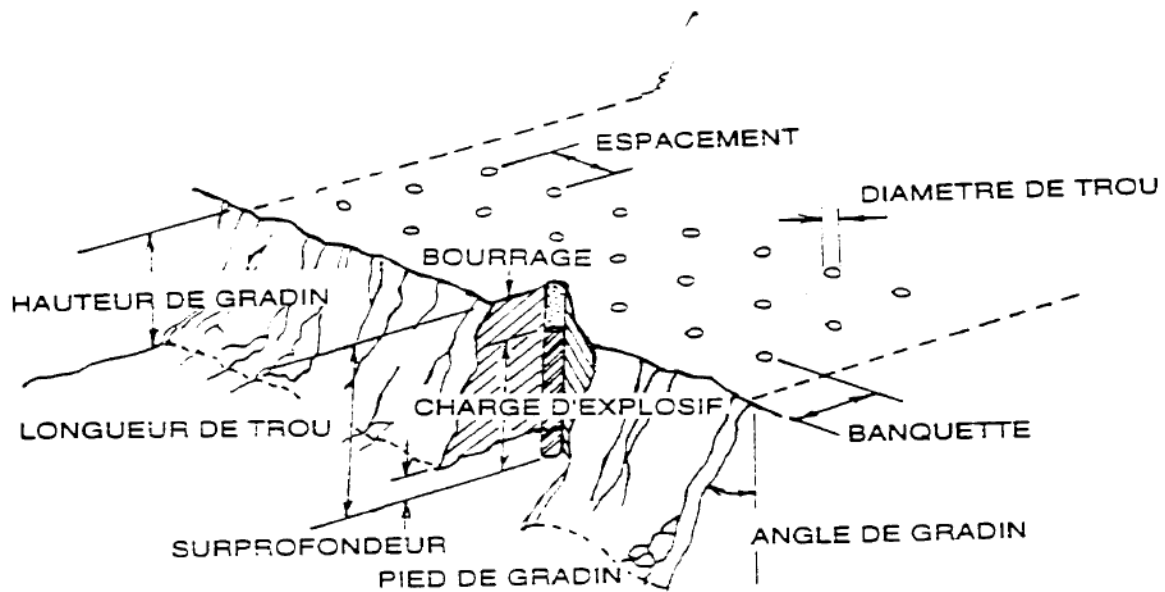 ESPACEMENT
DIAMETRE DE TROU
BOURRAGE
HAUTEUR DE GRADIN
CHARGE D'EXPLOSIF
LONGUEUR DE TROU
BANQUETTE
ANGLE DE GRADIN
SURPROFONDEUR
PIED DE GRADIN